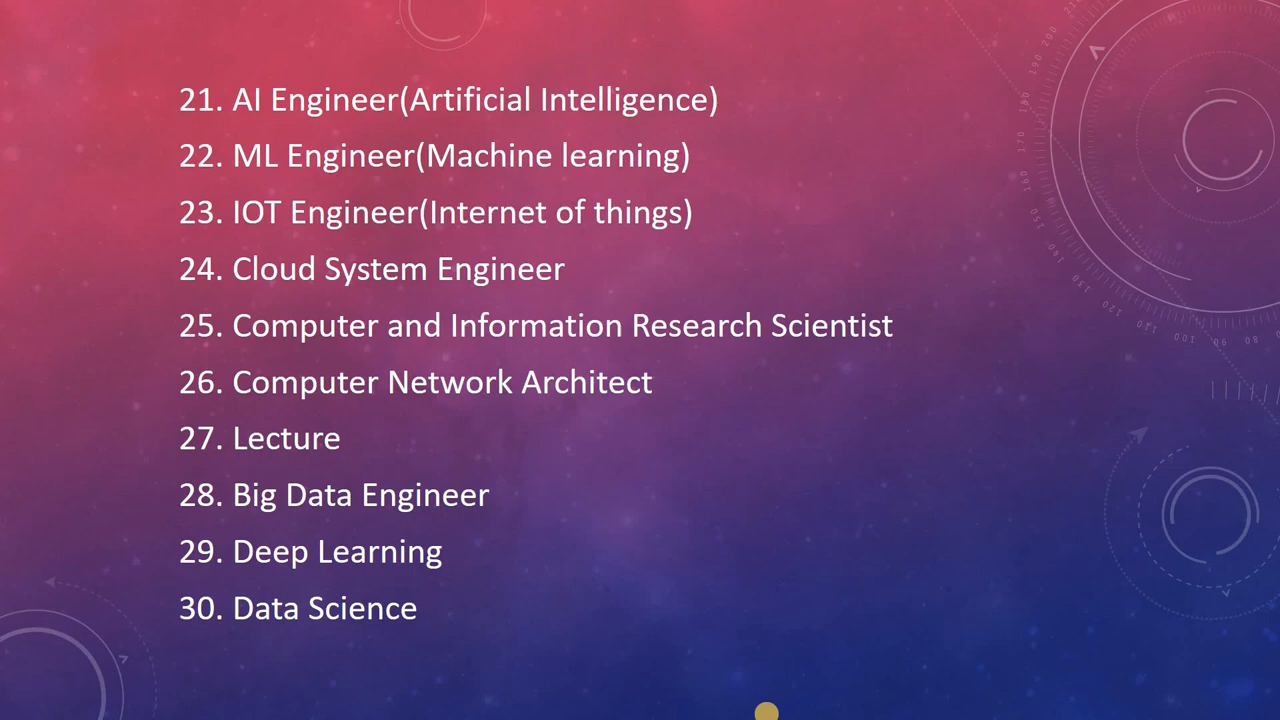 21. AI Engineer(Artificial Intelligence)
22. ML Engineer(Machine learning)
23. IOT Engineer(Internet of things)
24. Cloud System Engineer
25. Computer and Information Research Scientist
26. Computer Network Architect
27. Lecture
28. Big Data Engineer
29. Deep Learning
30. Data Science